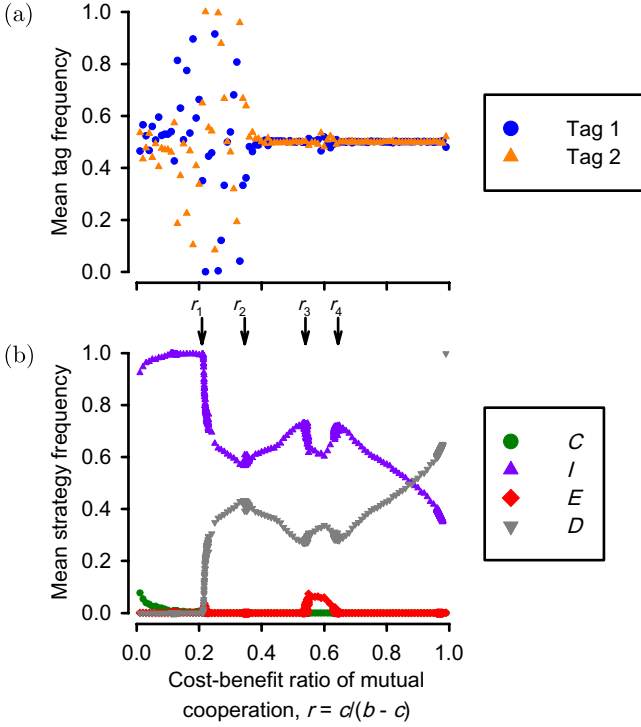 (a)
Mean tag frequency
1.0
0.8
0.6
0.4
0.2
0.0
Tag 1
Tag 2
r1 r2 r3 r4
(b)
Mean strategy frequency
1.0
0.8
0.6
0.4
0.2
0.0
C
I
E
D
0.0 0.2 0.4 0.6 0.8 1.0
Cost-benefit ratio of mutual
cooperation, r = c/(b - c)